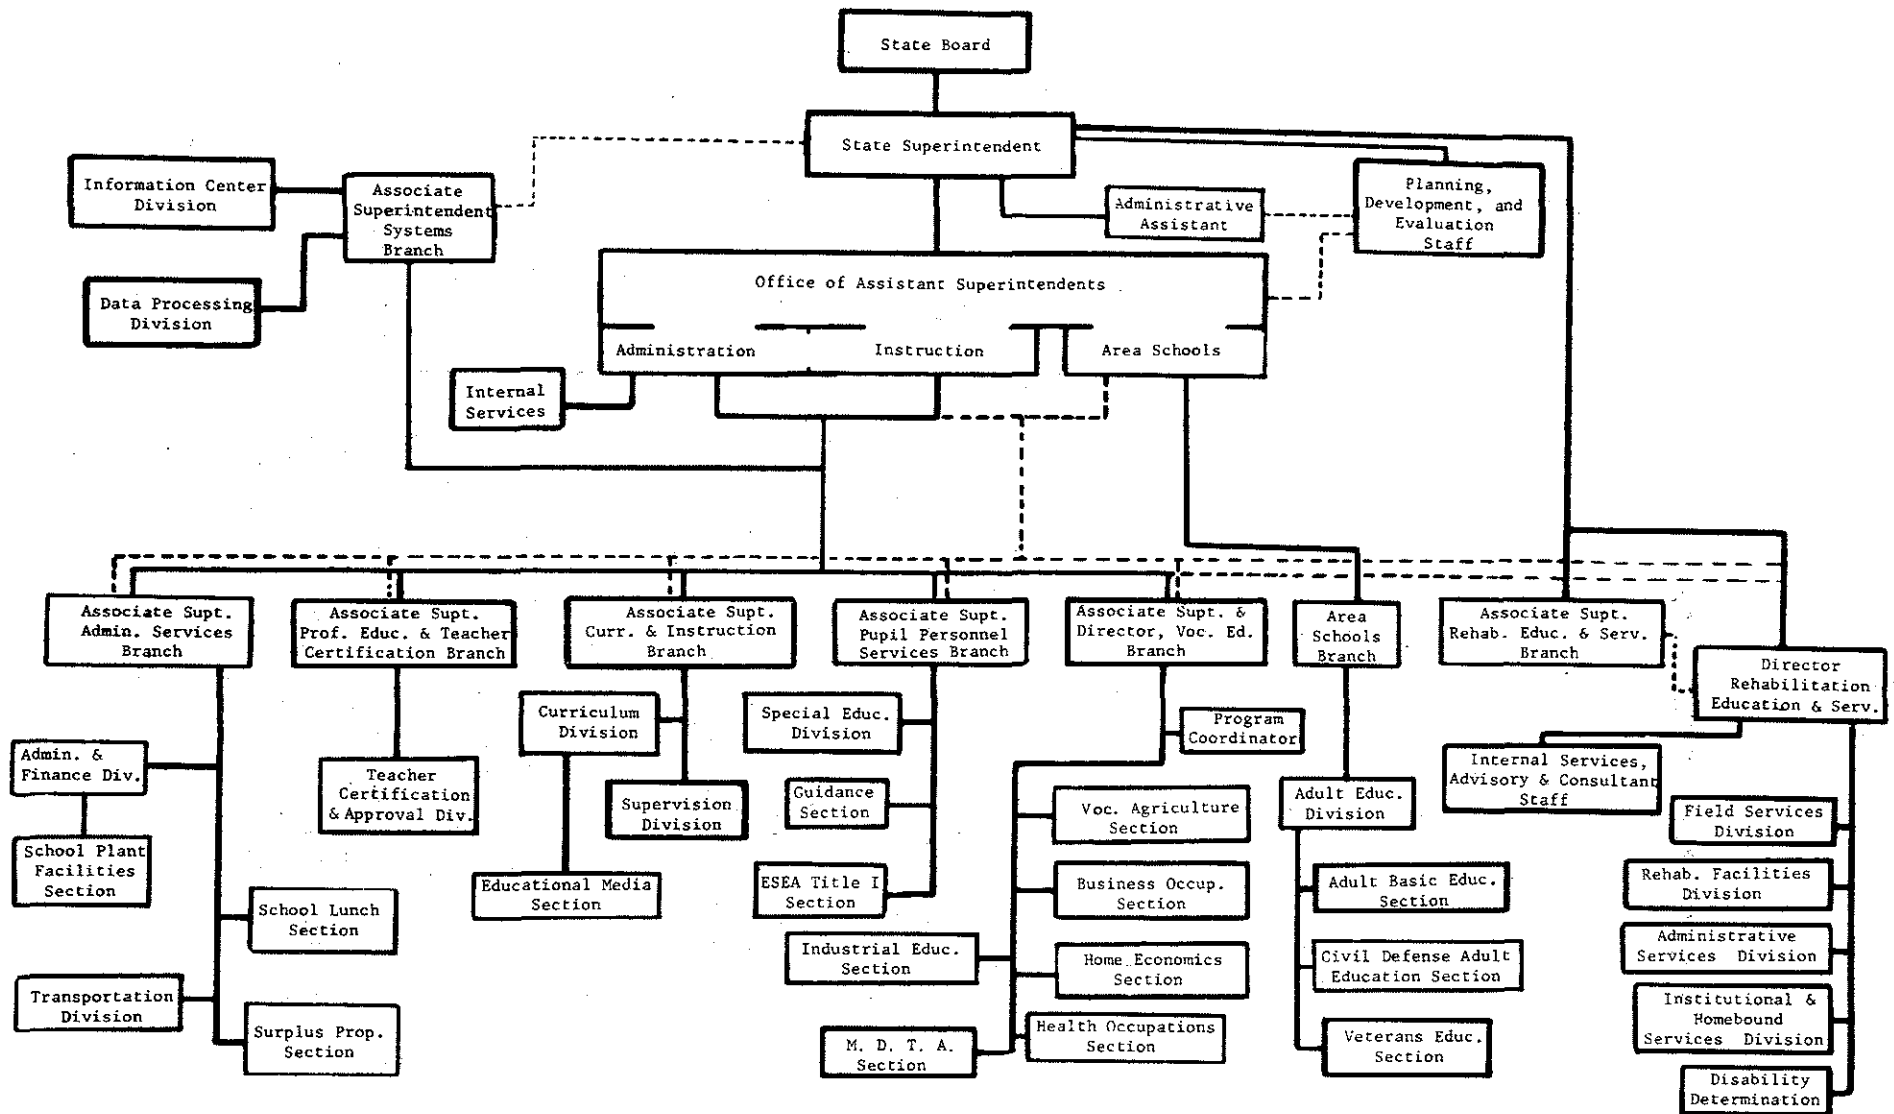 State Board
State Superintendent
Information Center
Division
Associate
Superintendent
Systems
Branch
Data Processing
Division
Administrative
Assistant
Planning,
Development, and
Evaluation
Staff
Office of Assistant Superintendents
Administration
Instruction
Area Schools
Internal
Services
Associate Supt.
Admin. Services
Branch
Associate Supt.
Prof. Educ. & Teacher
Certification Branch
Associate Supt.
Curr. & Instruction
Branch
Associate Supt.
Pupil Personnel
Services Branch
Associate Supt. &
Director, Voc. Ed.
Branch
Area
Schools
Branch
Associate Supt.
Rehab. Educ. & Serv.
Branch
Director
Rehabilitation
Education & Serv.
Admin. &
Finance Div.
School Plant
Facilities
Section
School Lunch
Section
Transportation
Division
Surplus Prop.
Section
Teacher
Certification
& Approval Div.
Curriculum
Division
Supervision
Division
Educational Media
Section
Special Educ.
Division
Guidance
Section
ESEA Title I
Section
Program
Coordinator
Voc. Agriculture
Section
Business Occup.
Section
Industrial Educ.
Section
Home Economics
Section
M. D. T. A.
Section
Health Occupations
Section
Adult Educ.
Division
Adult Basic Educ.
Section
Civil Defense Adult
Education Section
Veterans Educ.
Section
Internal Services,
Advisory & Consultant
Staff
Field Services
Division
Rehab. Facilities
Division
Administrative
Services Division
Institutional &
Homebound
Services Division
Disability
Determination